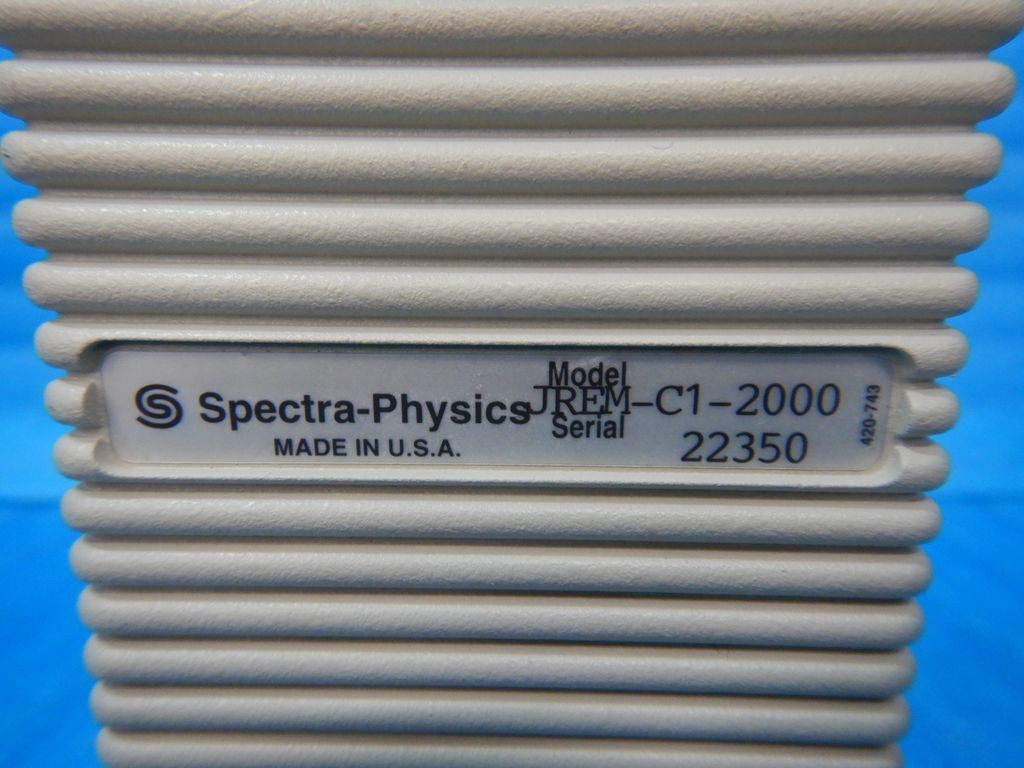 Spectra-Physics
MADE IN U.S.A.
Model JREM-C1-2000
Serial 22350
420-743